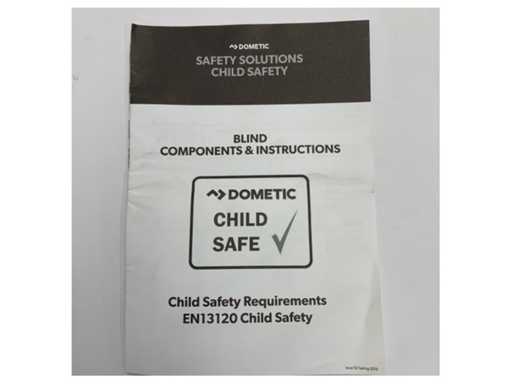 DOMETIC
SAFETY SOLUTIONS
CHILD SAFETY
BLIND
COMPONENTS & INSTRUCTIONS
DOMETIC
CHILD
SAFE
Child Safety Requirements
EN13120 Child Safety